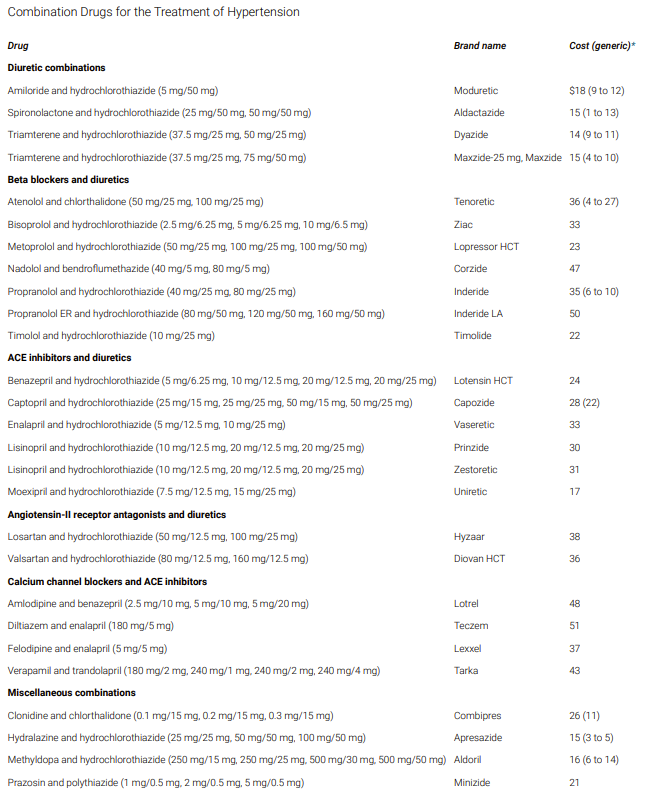 Combination Drugs for the Treatment of Hypertension
Drug Brand name Cost (generic)*
Diuretic combinations
Amiloride and hydrochlorothiazide (5 mg/50 mg) Moduretic $18 (9 to 12)
Spironolactone and hydrochlorothiazide (25 mg/50 mg, 50 mg/50 mg) Aldactazide 15 (1 to 13)
Triamterene and hydrochlorothiazide (37.5 mg/25 mg, 50 mg/25 mg) Dyazide 14 (9 to 11)
Triamterene and hydrochlorothiazide (37.5 mg/25 mg, 75 mg/50 mg) Maxzide-25 mg, Maxzide 15 (4 to 10)
Beta blockers and diuretics
Atenolol and chlorthalidone (50 mg/25 mg, 100 mg/25 mg) Tenoretic 36 (4 to 27)
Bisoprolol and hydrochlorothiazide (2.5 mg/6.25 mg, 5 mg/6.25 mg, 10 mg/6.5 mg) Ziac 33
Metoprolol and hydrochlorothiazide (50 mg/25 mg, 100 mg/25 mg, 100 mg/50 mg) Lopressor HCT 23
Nadolol and bendroflumethazide (40 mg/5 mg, 80 mg/5 mg) Corzide 47
Propranolol and hydrochlorothiazide (40 mg/25 mg, 80 mg/25 mg) Inderide 35 (6 to 10)
Propranolol ER and hydrochlorothiazide (80 mg/50 mg, 120 mg/50 mg, 160 mg/50 mg) Inderide LA 50
Timolol and hydrochlorothiazide (10 mg/25 mg) Timolide 22
ACE inhibitors and diuretics
Benazepril and hydrochlorothiazide (5 mg/6.25 mg, 10 mg/12.5 mg, 20 mg/12.5 mg, 20 mg/25 mg) Lotensin HCT 24
Captopril and hydrochlorothiazide (25 mg/15 mg, 25 mg/25 mg, 50 mg/15 mg, 50 mg/25 mg) Capozide 28 (22)
Enalapril and hydrochlorothiazide (5 mg/12.5 mg, 10 mg/25 mg) Vaseretic 33
Lisinopril and hydrochlorothiazide (10 mg/12.5 mg, 20 mg/12.5 mg, 20 mg/25 mg) Prinzide 30
Lisinopril and hydrochlorothiazide (10 mg/12.5 mg, 20 mg/12.5 mg, 20 mg/25 mg) Zestoretic 31
Moexipril and hydrochlorothiazide (7.5 mg/12.5 mg, 15 mg/25 mg) Uniretic 17
Angiotensin-II receptor antagonists and diuretics
Losartan and hydrochlorothiazide (50 mg/12.5 mg, 100 mg/25 mg) Hyzaar 38
Valsartan and hydrochlorothiazide (80 mg/12.5 mg, 160 mg/12.5 mg) Diovan HCT 36
Calcium channel blockers and ACE inhibitors
Amlodipine and benazepril (2.5 mg/10 mg, 5 mg/10 mg, 5 mg/20 mg) Lotrel 48
Diltiazem and enalapril (180 mg/5 mg) Teczem 51
Felodipine and enalapril (5 mg/5 mg) Lexxel 37
Verapamil and trandolapril (180 mg/2 mg, 240 mg/1 mg, 240 mg/2 mg, 240 mg/4 mg) Tarka 43
Miscellaneous combinations
Clonidine and chlorthalidone (0.1 mg/15 mg, 0.2 mg/15 mg, 0.3 mg/15 mg) Combipres 26 (11)
Hydralazine and hydrochlorothiazide (25 mg/25 mg, 50 mg/50 mg, 100 mg/50 mg) Apresazide 15 (3 to 5)
Methyldopa and hydrochlorothiazide (250 mg/15 mg, 250 mg/25 mg, 500 mg/30 mg, 500 mg/50 mg) Aldoril 16 (6 to 14)
Prazosin and polythiazide (1 mg/0.5 mg, 2 mg/0.5 mg, 5 mg/0.5 mg) Minizide 21